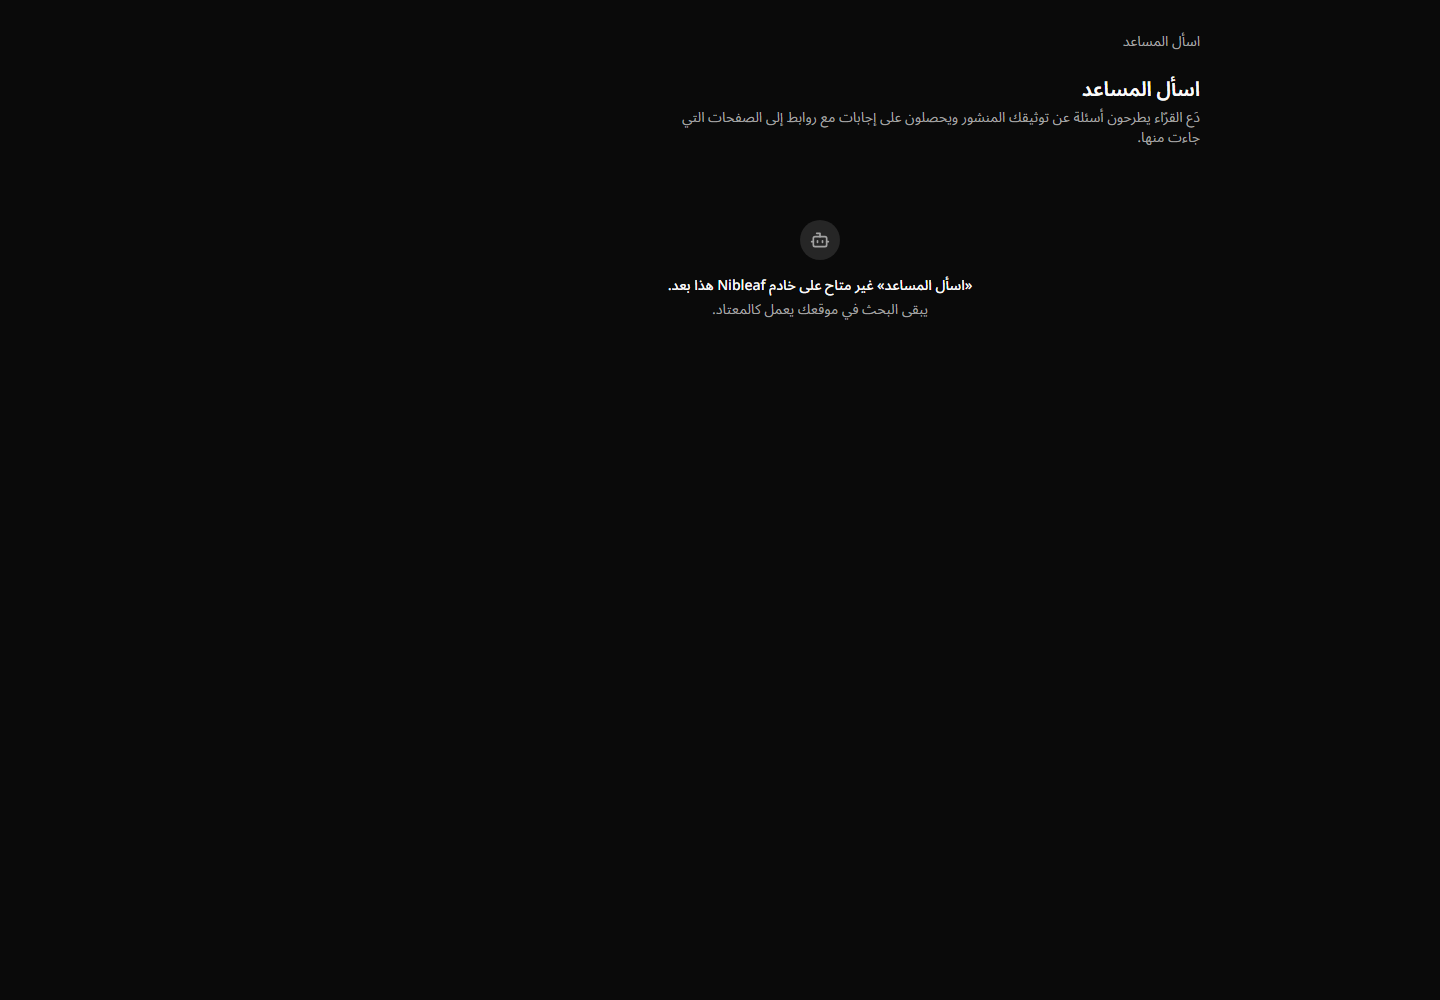 اسأل المساعد
اسأل المساعد
دَع القرّاء يطرحون أسئلة عن توثيقك المنشور ويحصلون على إجابات مع روابط إلى الصفحات التي
جاءت منها.
«اسأل المساعد» غير متاح على خادم Nibleaf هذا بعد.
يبقى البحث في موقعك يعمل كالمعتاد.